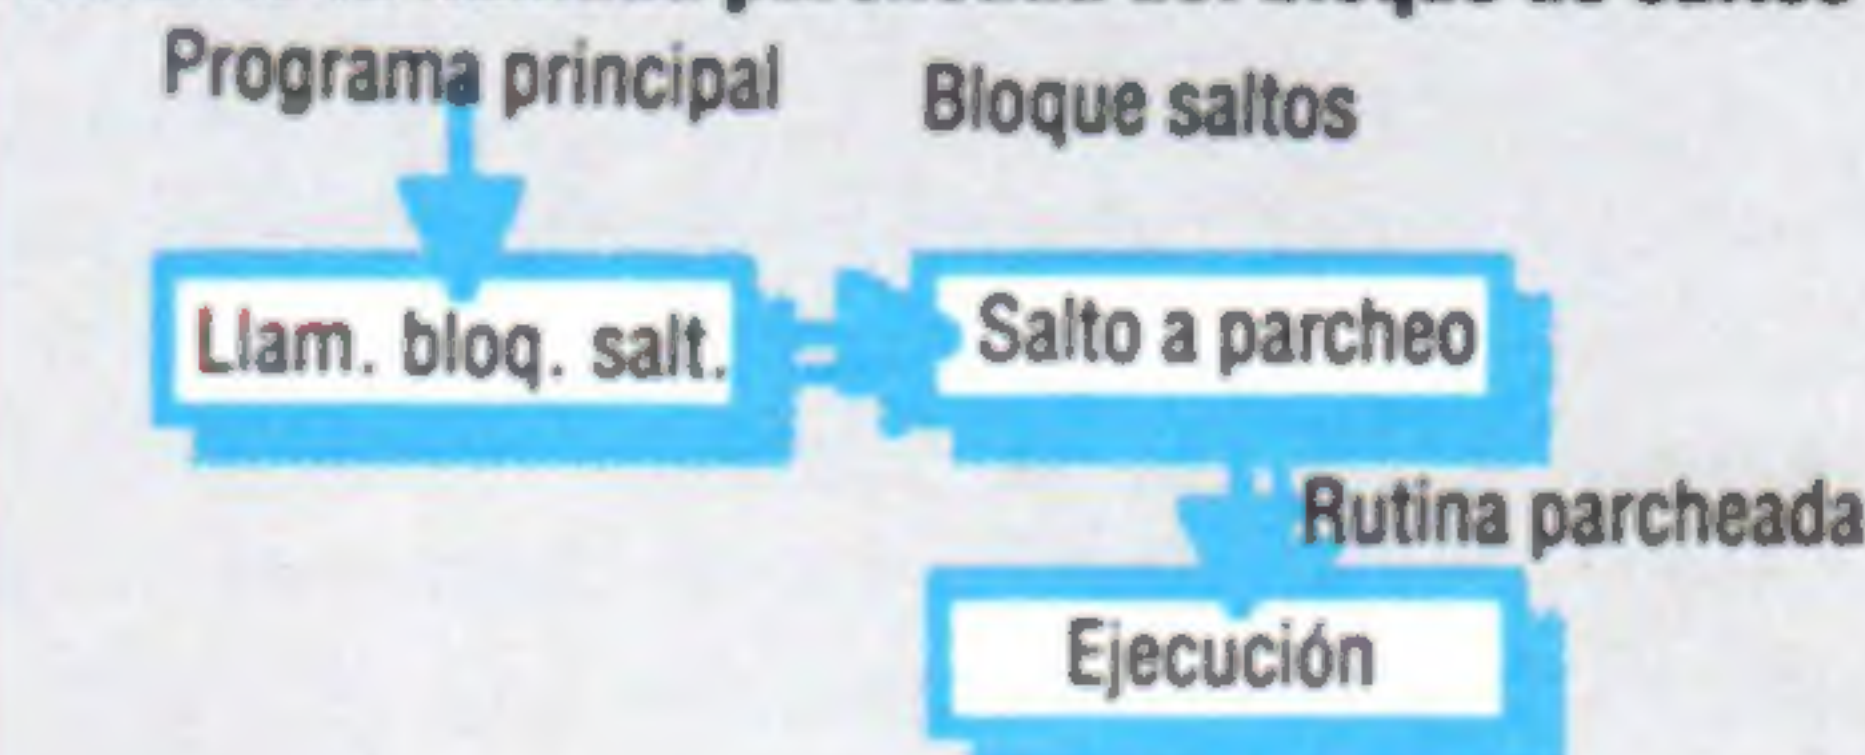 Programa principal
Bloque saltos
Llam. bloq. salt.
Salto a parcheo
Rutina parcheada
Ejecución